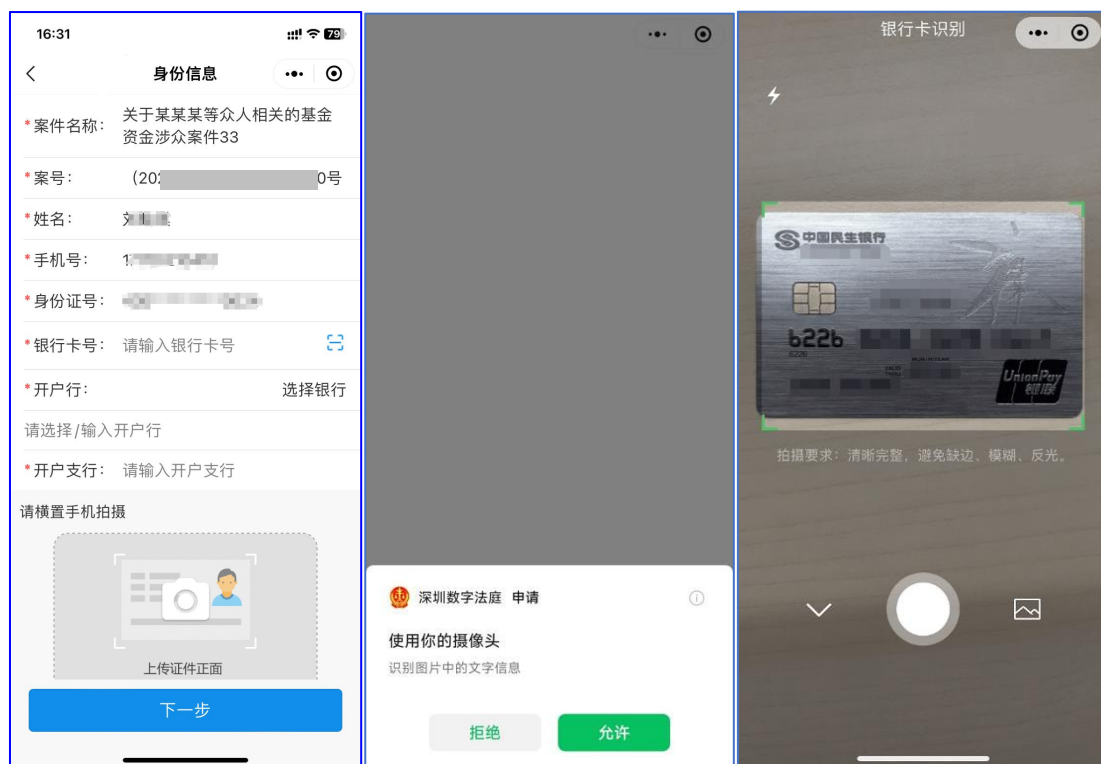 16:31
79
身份信息
*案件名称: 关于某某某等众人相关的基金
资金涉众案件33
*案号: (202 0号
*姓名:
*手机号: 1
*身份证号:
*银行卡号: 请输入银行卡号
*开户行: 选择银行
请选择/输入开户行
*开户支行: 请输入开户支行
请横置手机拍摄
上传证件正面
下一步
深圳数字法庭 申请
使用你的摄像头
识别图片中的文字信息
拒绝 允许
银行卡识别
中国民生银行
6226
6226
UnionPay
银联
拍摄要求：清晰完整，避免缺边、模糊、反光。